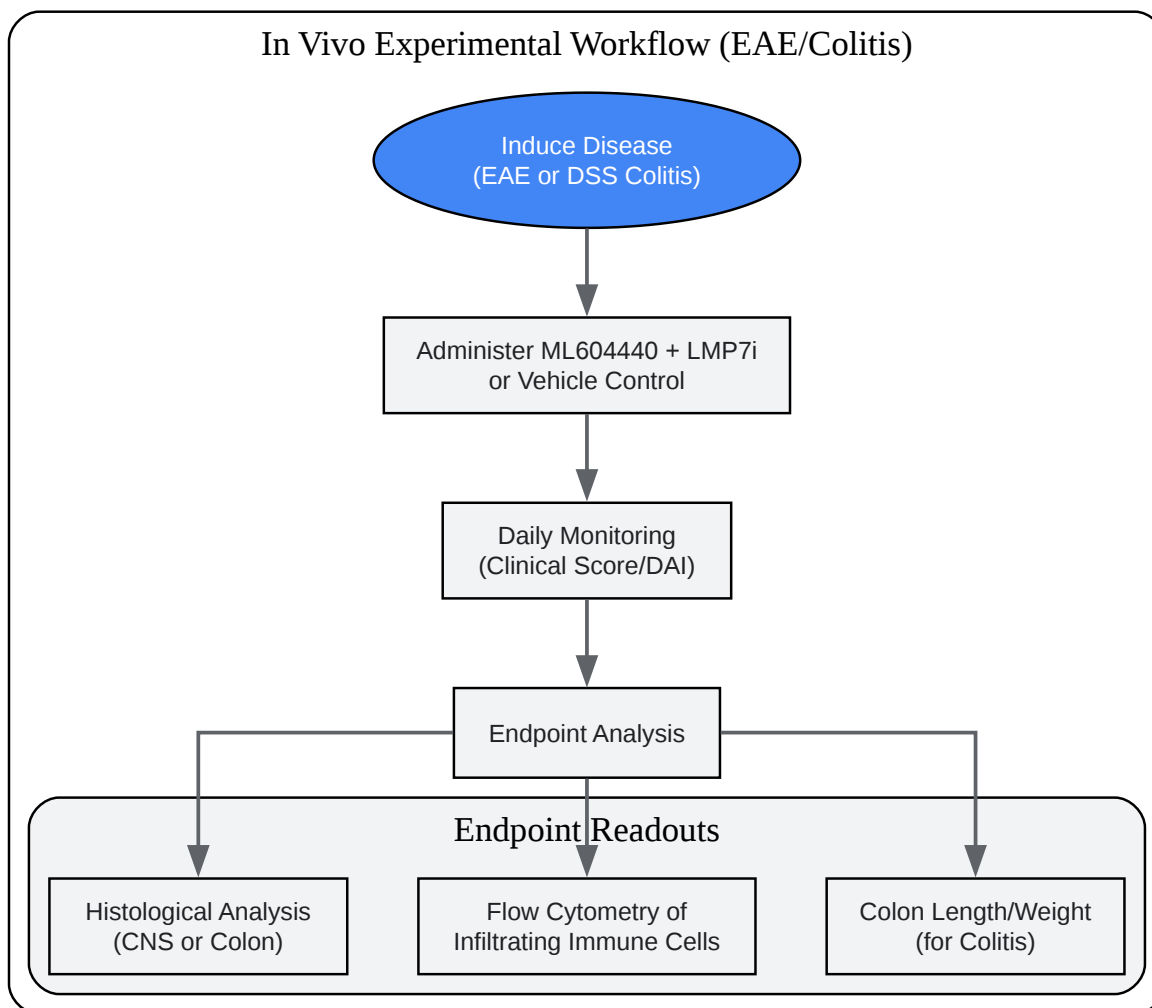 In Vivo Experimental Workflow (EAE/Colitis)
Induce Disease
(EAE or DSS Colitis)
Administer ML604440 + LMP7i
or Vehicle Control
Daily Monitoring
(Clinical Score/DAI)
Endpoint Analysis
Endpoint Readouts
Histological Analysis
(CNS or Colon)
Flow Cytometry of
Infiltrating Immune Cells
Colon Length/Weight
(for Colitis)